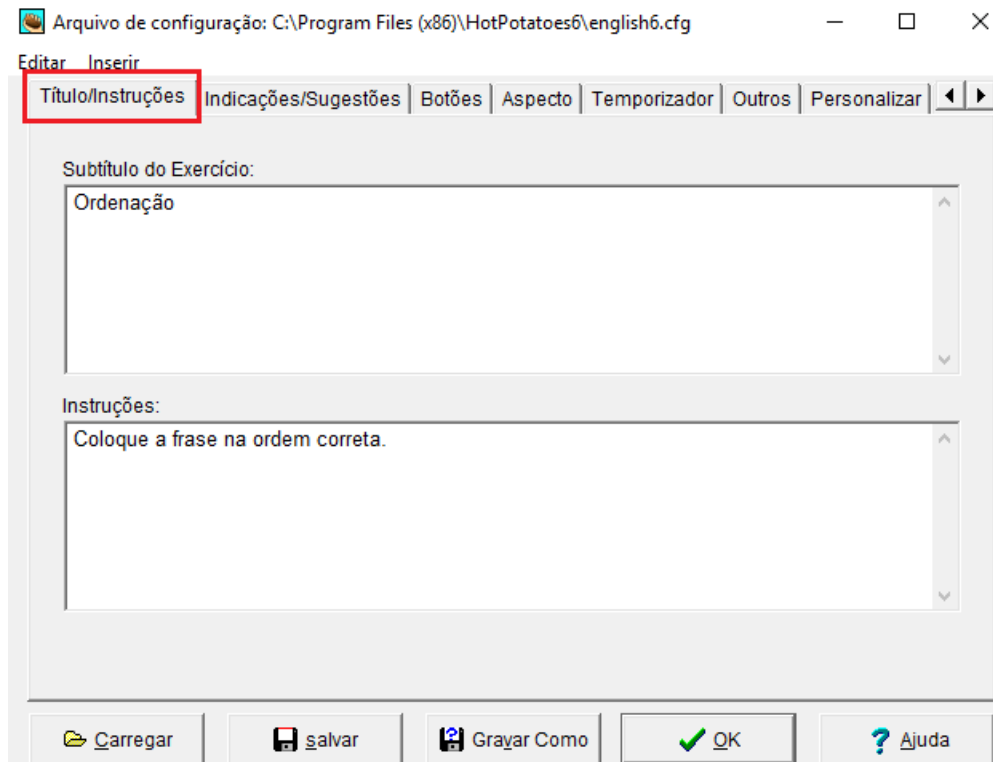 Arquivo de configuração: C:\Program Files (x86)\HotPotatoes6\english6.cfg
Editar Inserir
Título/Instruções Indicações/Sugestões Botões Aspecto Temporizador Outros Personalizar
Subtítulo do Exercício:
Ordenação
Instruções:
Coloque a frase na ordem correta.
Carregar salvar Gravar Como OK Ajuda